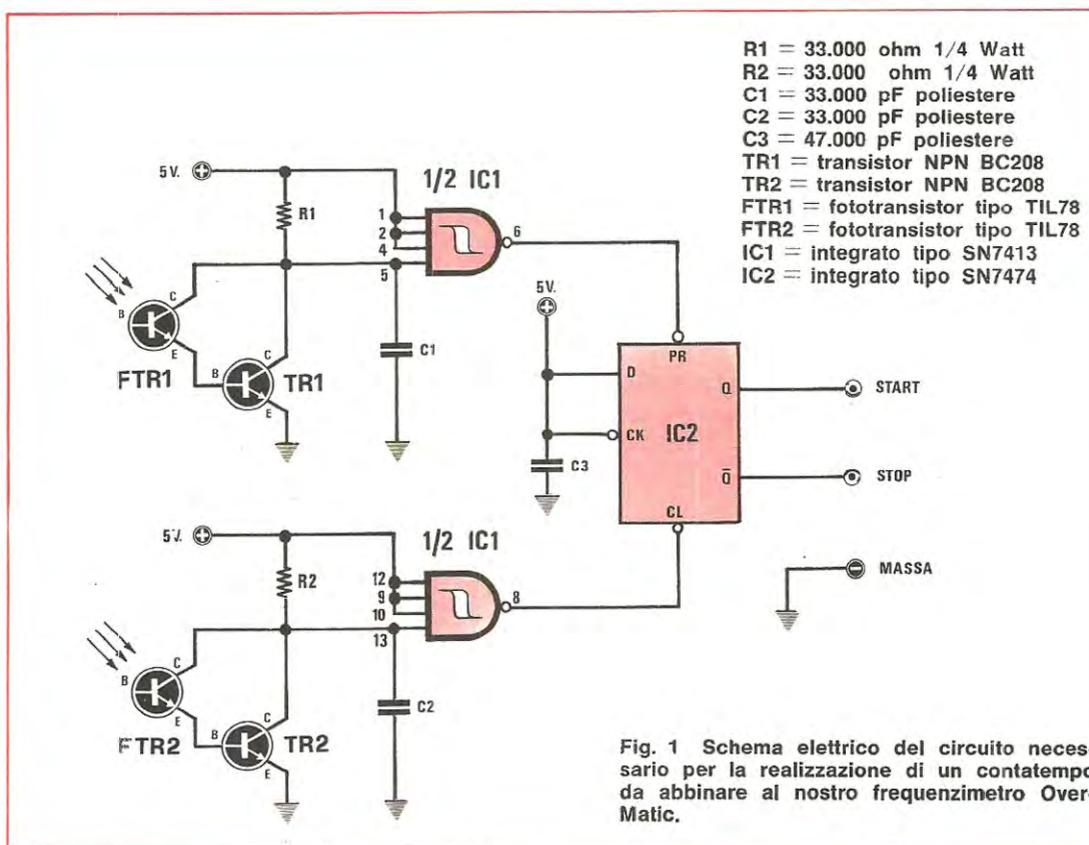 R1 = 33.000 ohm 1/4 Watt
R2 = 33.000 ohm 1/4 Watt
C1 = 33.000 pF poliestere
C2 = 33.000 pF poliestere
C3 = 47.000 pF poliestere
TR1 = transistor NPN BC208
TR2 = transistor NPN BC208
FTR1 = fototransistor tipo TIL78
FTR2 = fototransistor tipo TIL78
IC1 = integrato tipo SN7413
IC2 = integrato tipo SN7474
5V.
R1
1/2 IC1
1
2
4
5
6
C
B
E
FTR1
C
B
E
TR1
C1
5V.
PR
D
Q
START
CK
IC2
C3
Q̅
STOP
CL
MASSA
5V.
R2
1/2 IC1
12
9
10
13
8
C
B
E
FTR2
C
B
E
TR2
C2
Fig. 1 Schema elettrico del circuito neces-
sario per la realizzazione di un contatempo
da abbinare al nostro frequenzimetro Over-
Matic.